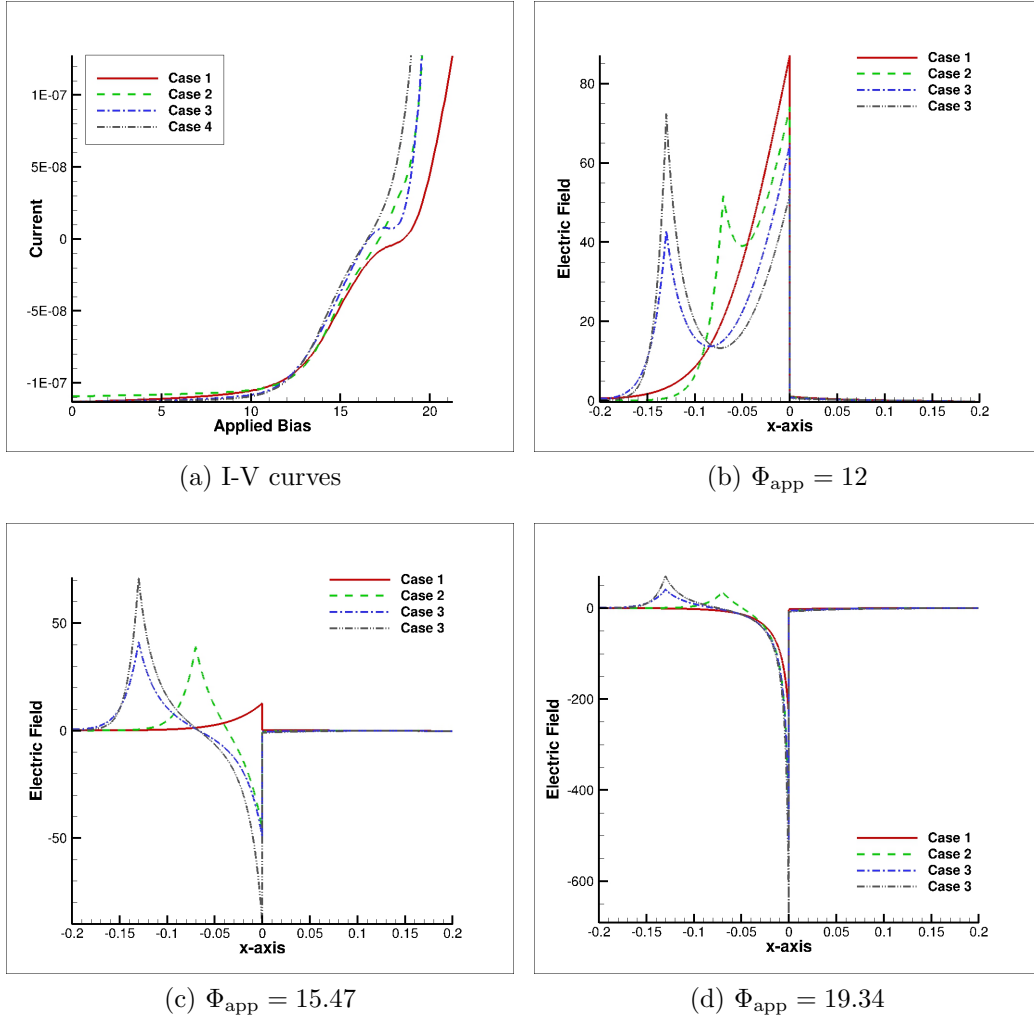 Case 1
Case 2
Case 3
Case 4
1E-07
5E-08
0
-5E-08
-1E-07
Current
0
5
10
15
20
Applied Bias
(a) I-V curves
Case 1
Case 2
Case 3
Case 3
80
60
40
20
0
Electric Field
-0.2
-0.15
-0.1
-0.05
0
0.05
0.1
0.15
0.2
x-axis
(b) Φapp = 12
Case 1
Case 2
Case 3
Case 3
50
0
-50
Electric Field
-0.2
-0.15
-0.1
-0.05
0
0.05
0.1
0.15
0.2
x-axis
(c) Φapp = 15.47
0
-200
-400
-600
Electric Field
Case 1
Case 2
Case 3
Case 3
-0.2
-0.15
-0.1
-0.05
0
0.05
0.1
0.15
0.2
x-axis
(d) Φapp = 19.34